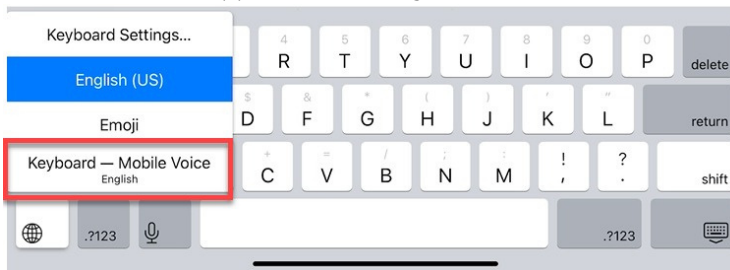 Keyboard Settings...
English (US)
Emoji
Keyboard — Mobile Voice
English
4 5 6 7 8 9 0
R T Y U I O P delete
$ & * ( ) ' "
D F G H J K L return
+ = / ; : ! ?
C V B N M , . shift
.?123 .?123